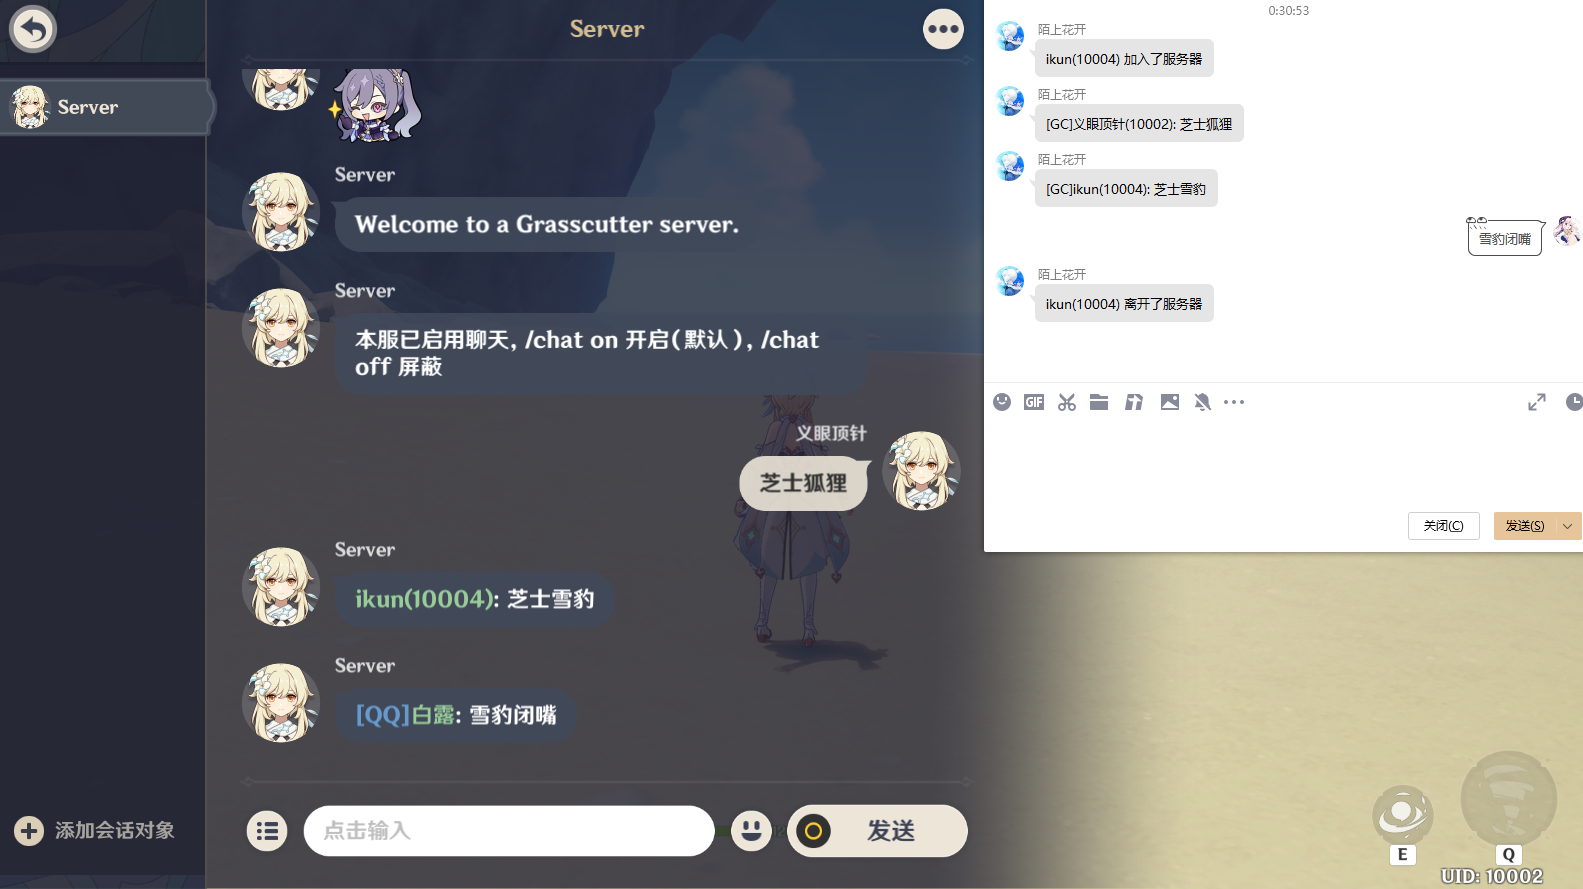 Server
Server
Server
Welcome to a Grasscutter server.
Server
本服已启用聊天, /chat on 开启(默认), /chat
off 屏蔽
义眼顶针
芝士狐狸
Server
ikun(10004): 芝士雪豹
Server
[QQ]白露: 雪豹闭嘴
添加会话对象
点击输入
发送
0:30:53
陌上花开
ikun(10004) 加入了服务器
陌上花开
[GC]义眼顶针(10002): 芝士狐狸
陌上花开
[GC]ikun(10004): 芝士雪豹
雪豹闭嘴
陌上花开
ikun(10004) 离开了服务器
GIF
关闭(C)
发送(S)
E
Q
UID: 10002